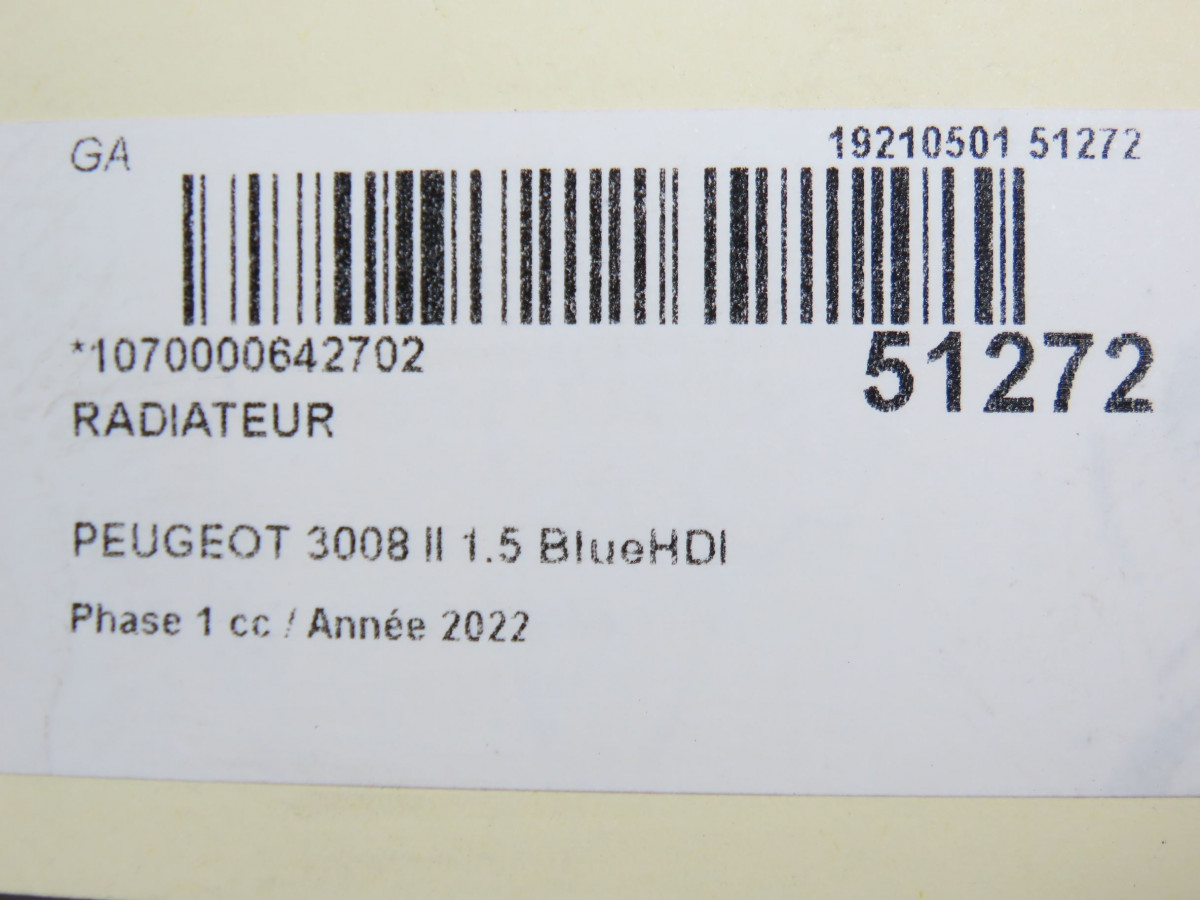 GA
19210501 51272
*1070000642702
51272
RADIATEUR
PEUGEOT 3008 II 1.5 BlueHDI
Phase 1 cc / Année 2022